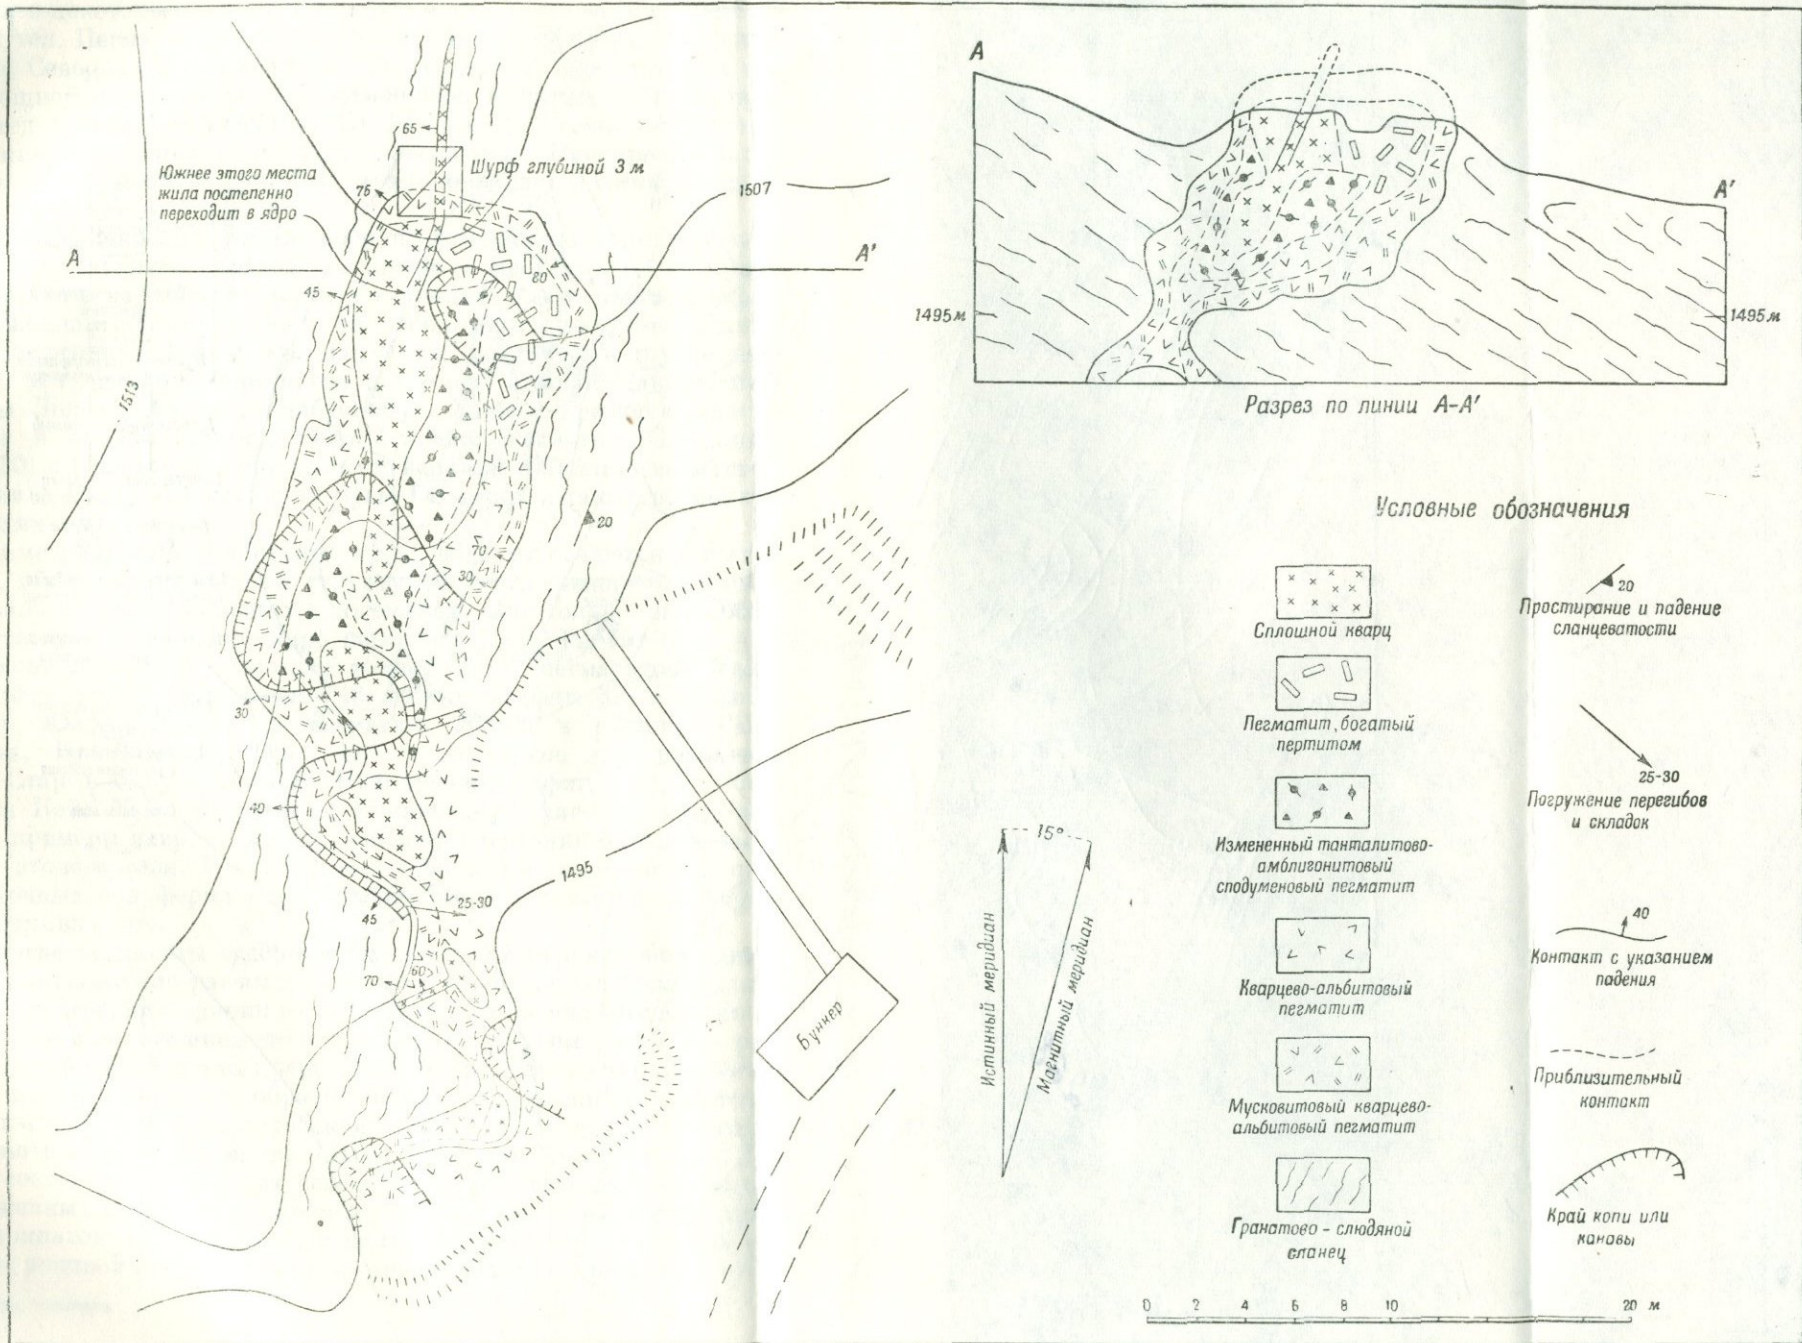 65
Шурф глубиной 3 м
Южнее этого места
жила постепенно
переходит в ядро
76
1507
A
A'
45
80
1513
20
70
30
30
40
25-30
45
1495
70
60
Бункер
A
A'
1495м
1495м
Разрез по линии А-А'
Условные обозначения
Сплошной кварц
Пегматит, богатый
пертитом
Измененный танталитово-
амблигонитовый
сподуменовый пегматит
Кварцево-альбитовый
пегматит
Мусковитовый кварцево-
альбитовый пегматит
Гранатово-слюдяной
сланец
20
Простирание и падение
сланцеватости
25-30
Погружение перегибов
и складок
40
Контакт с указанием
падения
Приблизительный
контакт
Край копи или
канавы
15°
Истинный меридиан
Магнитный меридиан
0 2 4 6 8 10 20 м